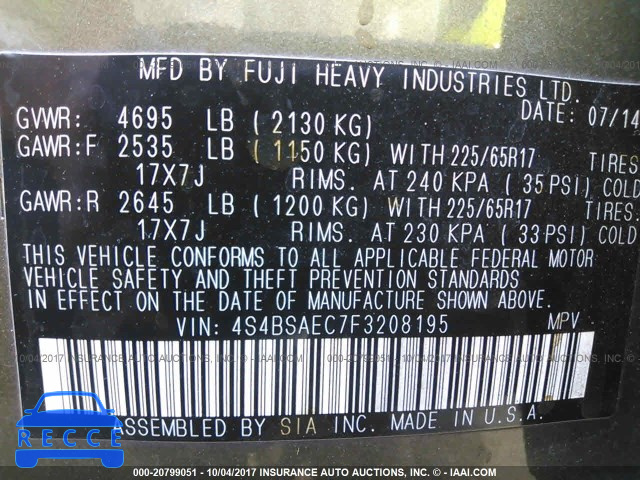 MFD BY FUJI HEAVY INDUSTRIES LTD.
DATE: 07/14
GVWR: 4695 LB (2130 KG)
GAWR:F 2535 LB (1150 KG) WITH 225/65R17 TIRES
17X7J RIMS. AT 240 KPA (35 PSI) COLD
GAWR:R 2645 LB (1200 KG) WITH 225/65R17 TIRES
17X7J RIMS. AT 230 KPA (33 PSI) COLD
THIS VEHICLE CONFORMS TO ALL APPLICABLE FEDERAL MOTOR
VEHICLE SAFETY AND THEFT PREVENTION STANDARDS
IN EFFECT ON THE DATE OF MANUFACTURE SHOWN ABOVE.
VIN: 4S4BSAEC7F3208195 MPV
ASSEMBLED BY SIA INC. MADE IN U.S.A.
RECCE
000-20799051 - 10/04/2017 INSURANCE AUTO AUCTIONS, INC. - © - IAAI.COM